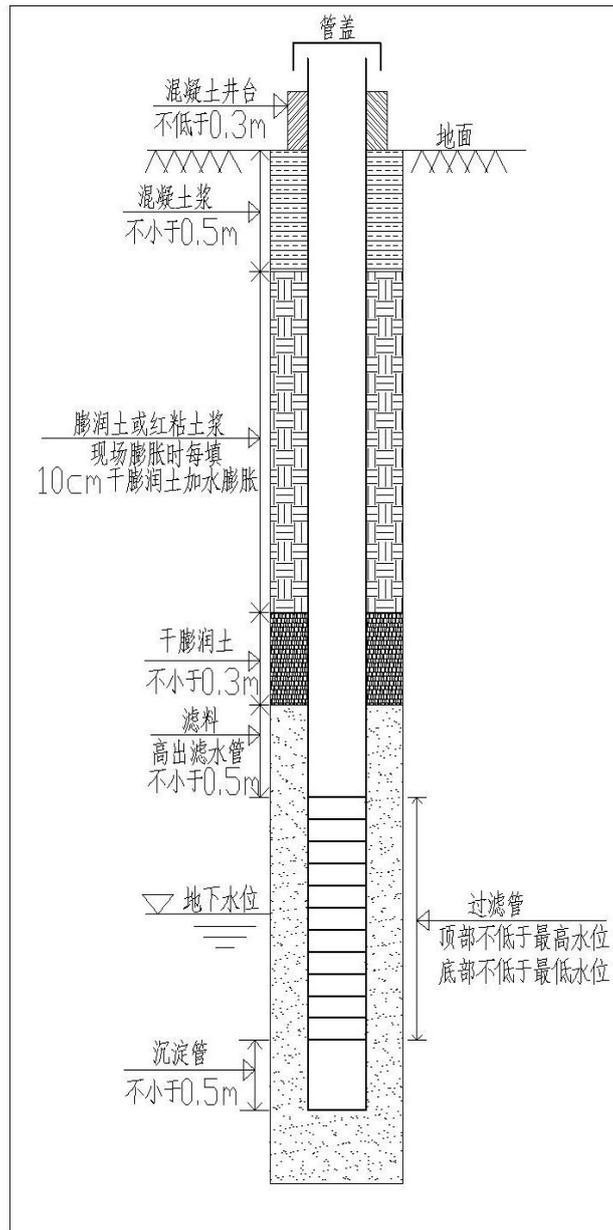 管盖
混凝土井台
不低于0.3m
地面
混凝土浆
不小于0.5m
膨润土或红粘土浆
现场膨胀时每填
10cm干膨润土加水膨胀
干膨润土
不小于0.3m
滤料
高出滤水管
不小于0.5m
地下水位
过滤管
顶部不低于最高水位
底部不低于最低水位
沉淀管
不小于0.5m